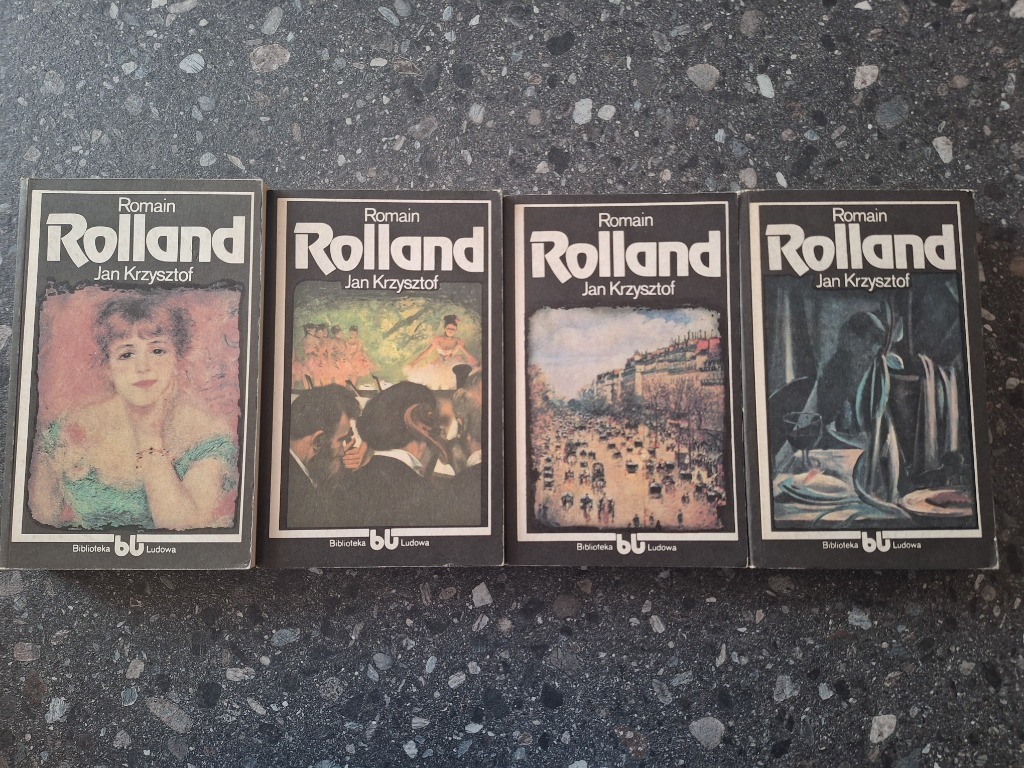 Romain
Rolland
Jan Krzysztof
Biblioteka bl Ludowa
Romain
Rolland
Jan Krzysztof
Biblioteka bl Ludowa
Romain
Rolland
Jan Krzysztof
Biblioteka bl Ludowa
Romain
Rolland
Jan Krzysztof
Biblioteka bl Ludowa